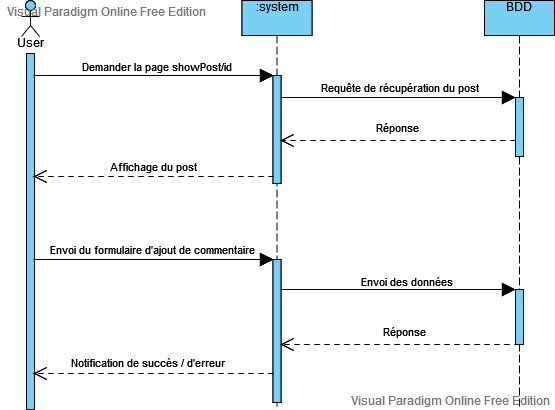 Visual Paradigm Online Free Edition
:system
BDD
User
Demander la page showPost/id
Requête de récupération du post
Réponse
Affichage du post
Envoi du formulaire d'ajout de commentaire
Envoi des données
Réponse
Notification de succès / d'erreur
Visual Paradigm Online Free Edition